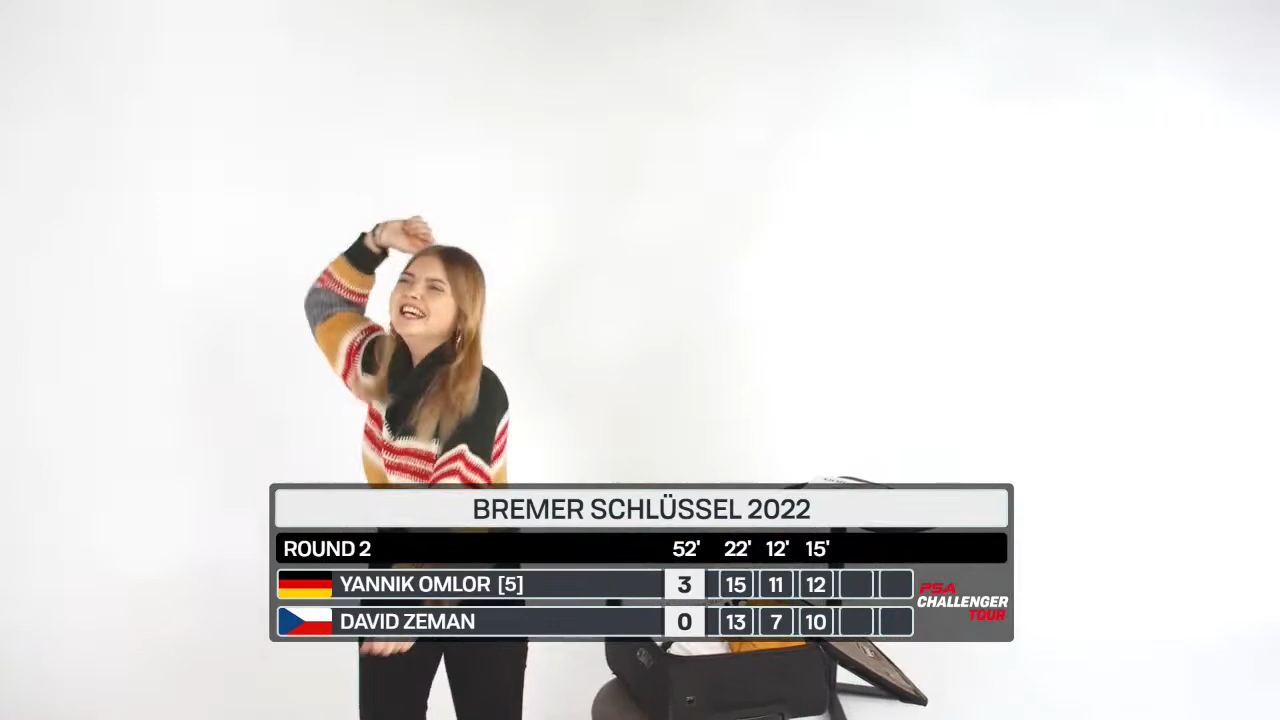 BREMER SCHLÜSSEL 2022
ROUND 2 52' 22' 12' 15'
YANNIK OMLOR [5] 3 15 11 12
DAVID ZEMAN 0 13 7 10
PSA
CHALLENGER
TOUR